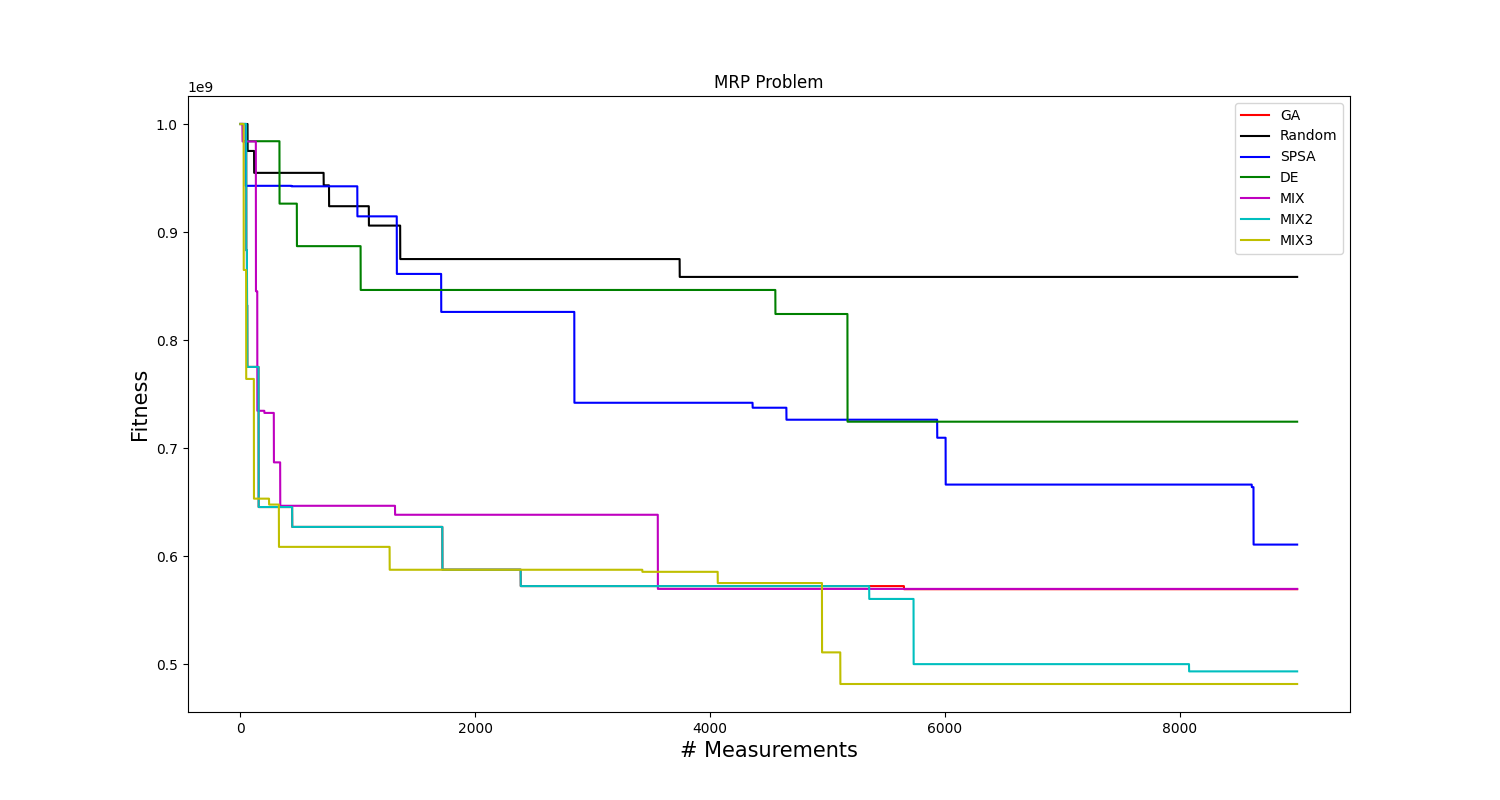 MRP Problem
1e9
1.0
0.9
0.8
0.7
0.6
0.5
Fitness
0
2000
4000
6000
8000
# Measurements
GA
Random
SPSA
DE
MIX
MIX2
MIX3